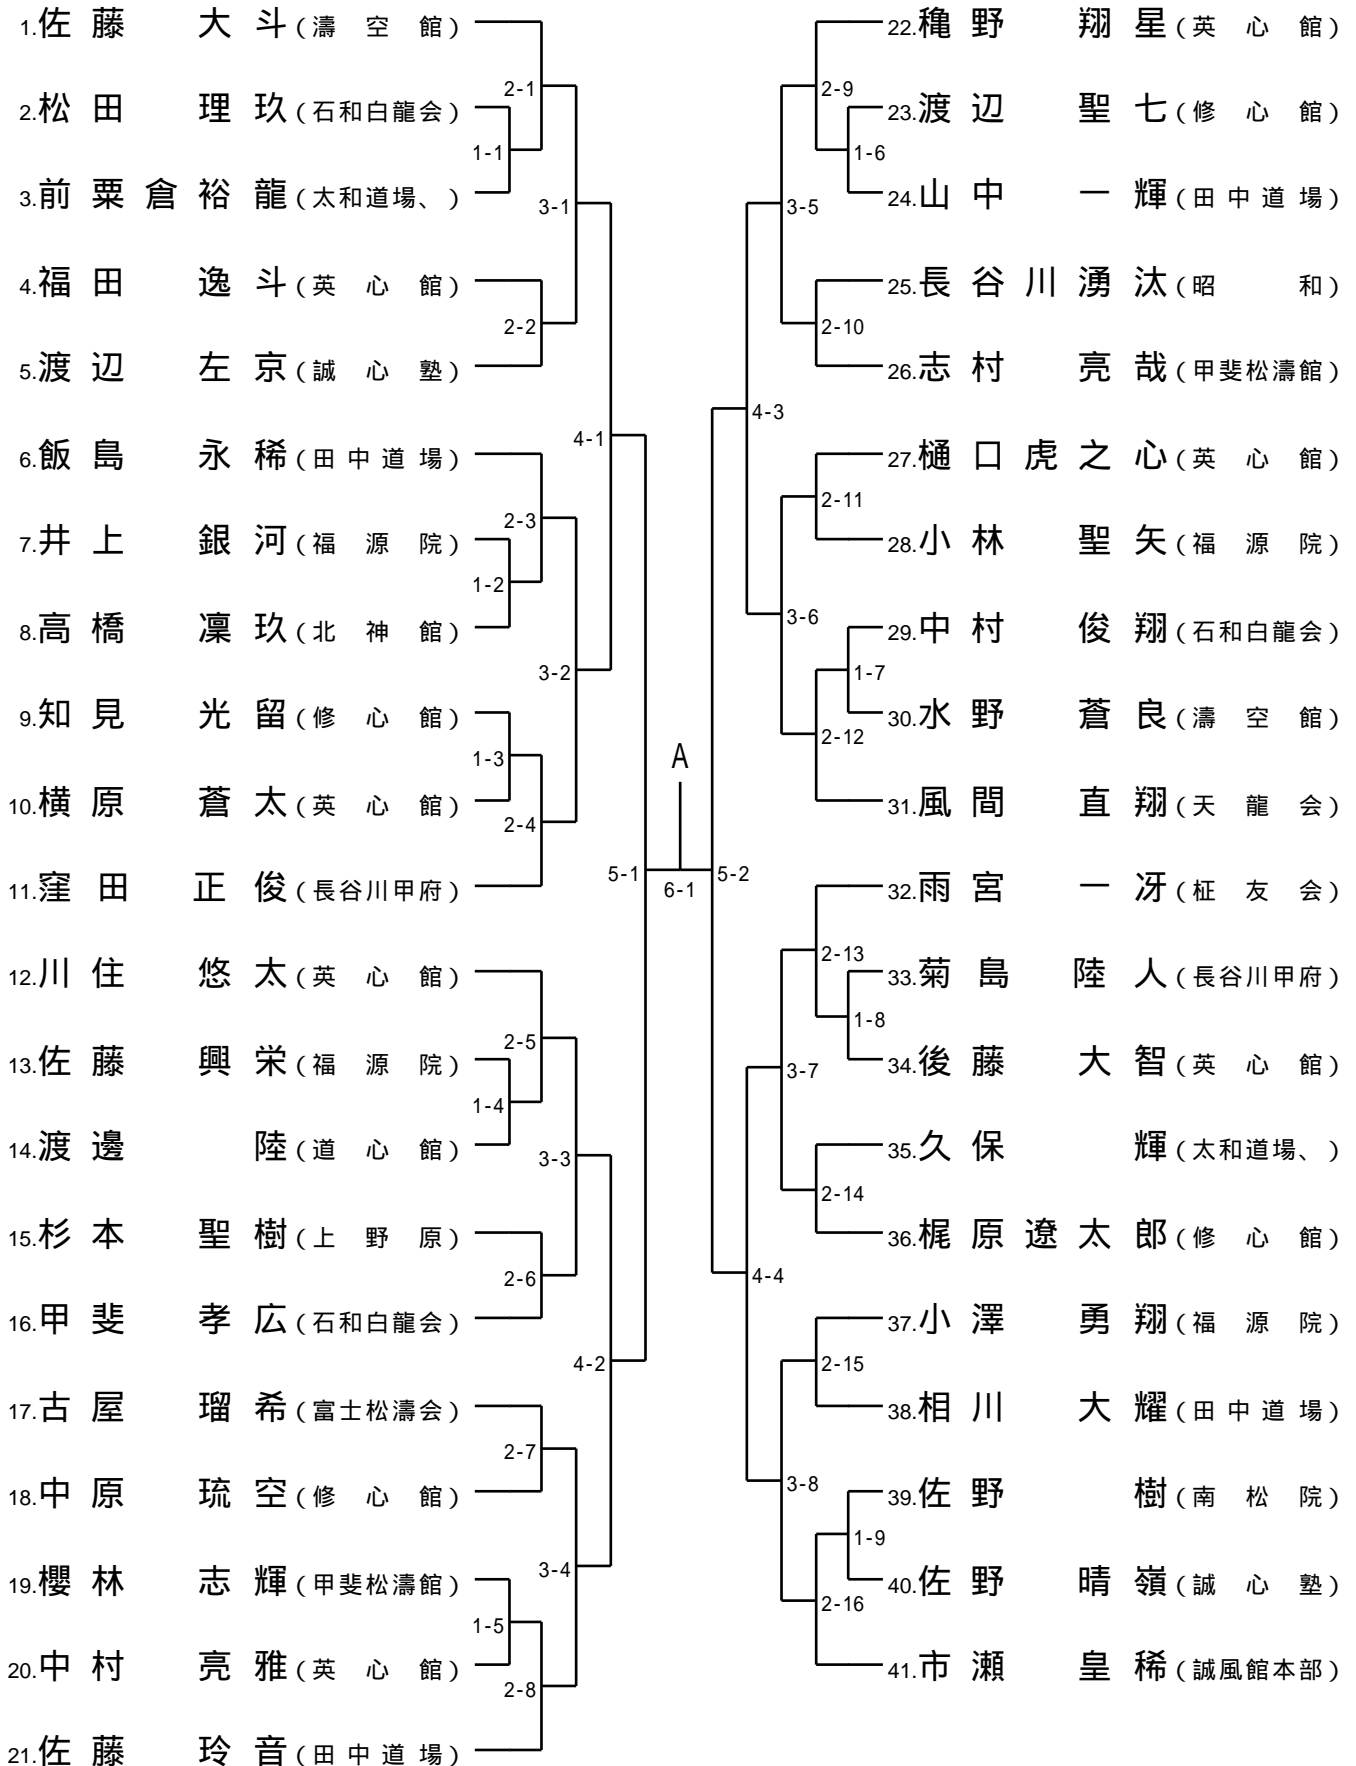 1.佐藤 大斗(濤空館)
2-1
2.松田 理玖(石和白龍会)
1-1
3.前粟倉裕龍(太和道場、)
3-1
4.福田 逸斗(英心館)
2-2
5.渡辺 左京(誠心塾)
4-1
6.飯島 永稀(田中道場)
2-3
7.井上 銀河(福源院)
1-2
8.高橋 凜玖(北神館)
3-2
9.知見 光留(修心館)
1-3
10.横原 蒼太(英心館)
2-4
11.窪田 正俊(長谷川甲府)
5-1
12.川住 悠太(英心館)
2-5
13.佐藤 興栄(福源院)
1-4
14.渡邊 陸(道心館)
3-3
15.杉本 聖樹(上野原)
2-6
16.甲斐 孝広(石和白龍会)
4-2
17.古屋 瑠希(富士松濤会)
2-7
18.中原 琉空(修心館)
3-4
19.櫻林 志輝(甲斐松濤館)
1-5
20.中村 亮雅(英心館)
2-8
21.佐藤 玲音(田中道場)
A
6-1
22.穐野 翔星(英心館)
2-9
23.渡辺 聖七(修心館)
1-6
24.山中 一輝(田中道場)
3-5
25.長谷川湧汰(昭和)
2-10
26.志村 亮哉(甲斐松濤館)
4-3
27.樋口虎之心(英心館)
2-11
28.小林 聖矢(福源院)
3-6
29.中村 俊翔(石和白龍会)
1-7
30.水野 蒼良(濤空館)
2-12
31.風間 直翔(天龍会)
5-2
32.雨宮 一冴(柾友会)
2-13
33.菊島 陸人(長谷川甲府)
1-8
34.後藤 大智(英心館)
3-7
35.久保 輝(太和道場、)
2-14
36.梶原遼太郎(修心館)
4-4
37.小澤 勇翔(福源院)
2-15
38.相川 大耀(田中道場)
3-8
39.佐野 樹(南松院)
1-9
40.佐野 晴嶺(誠心塾)
2-16
41.市瀬 皇稀(誠風館本部)